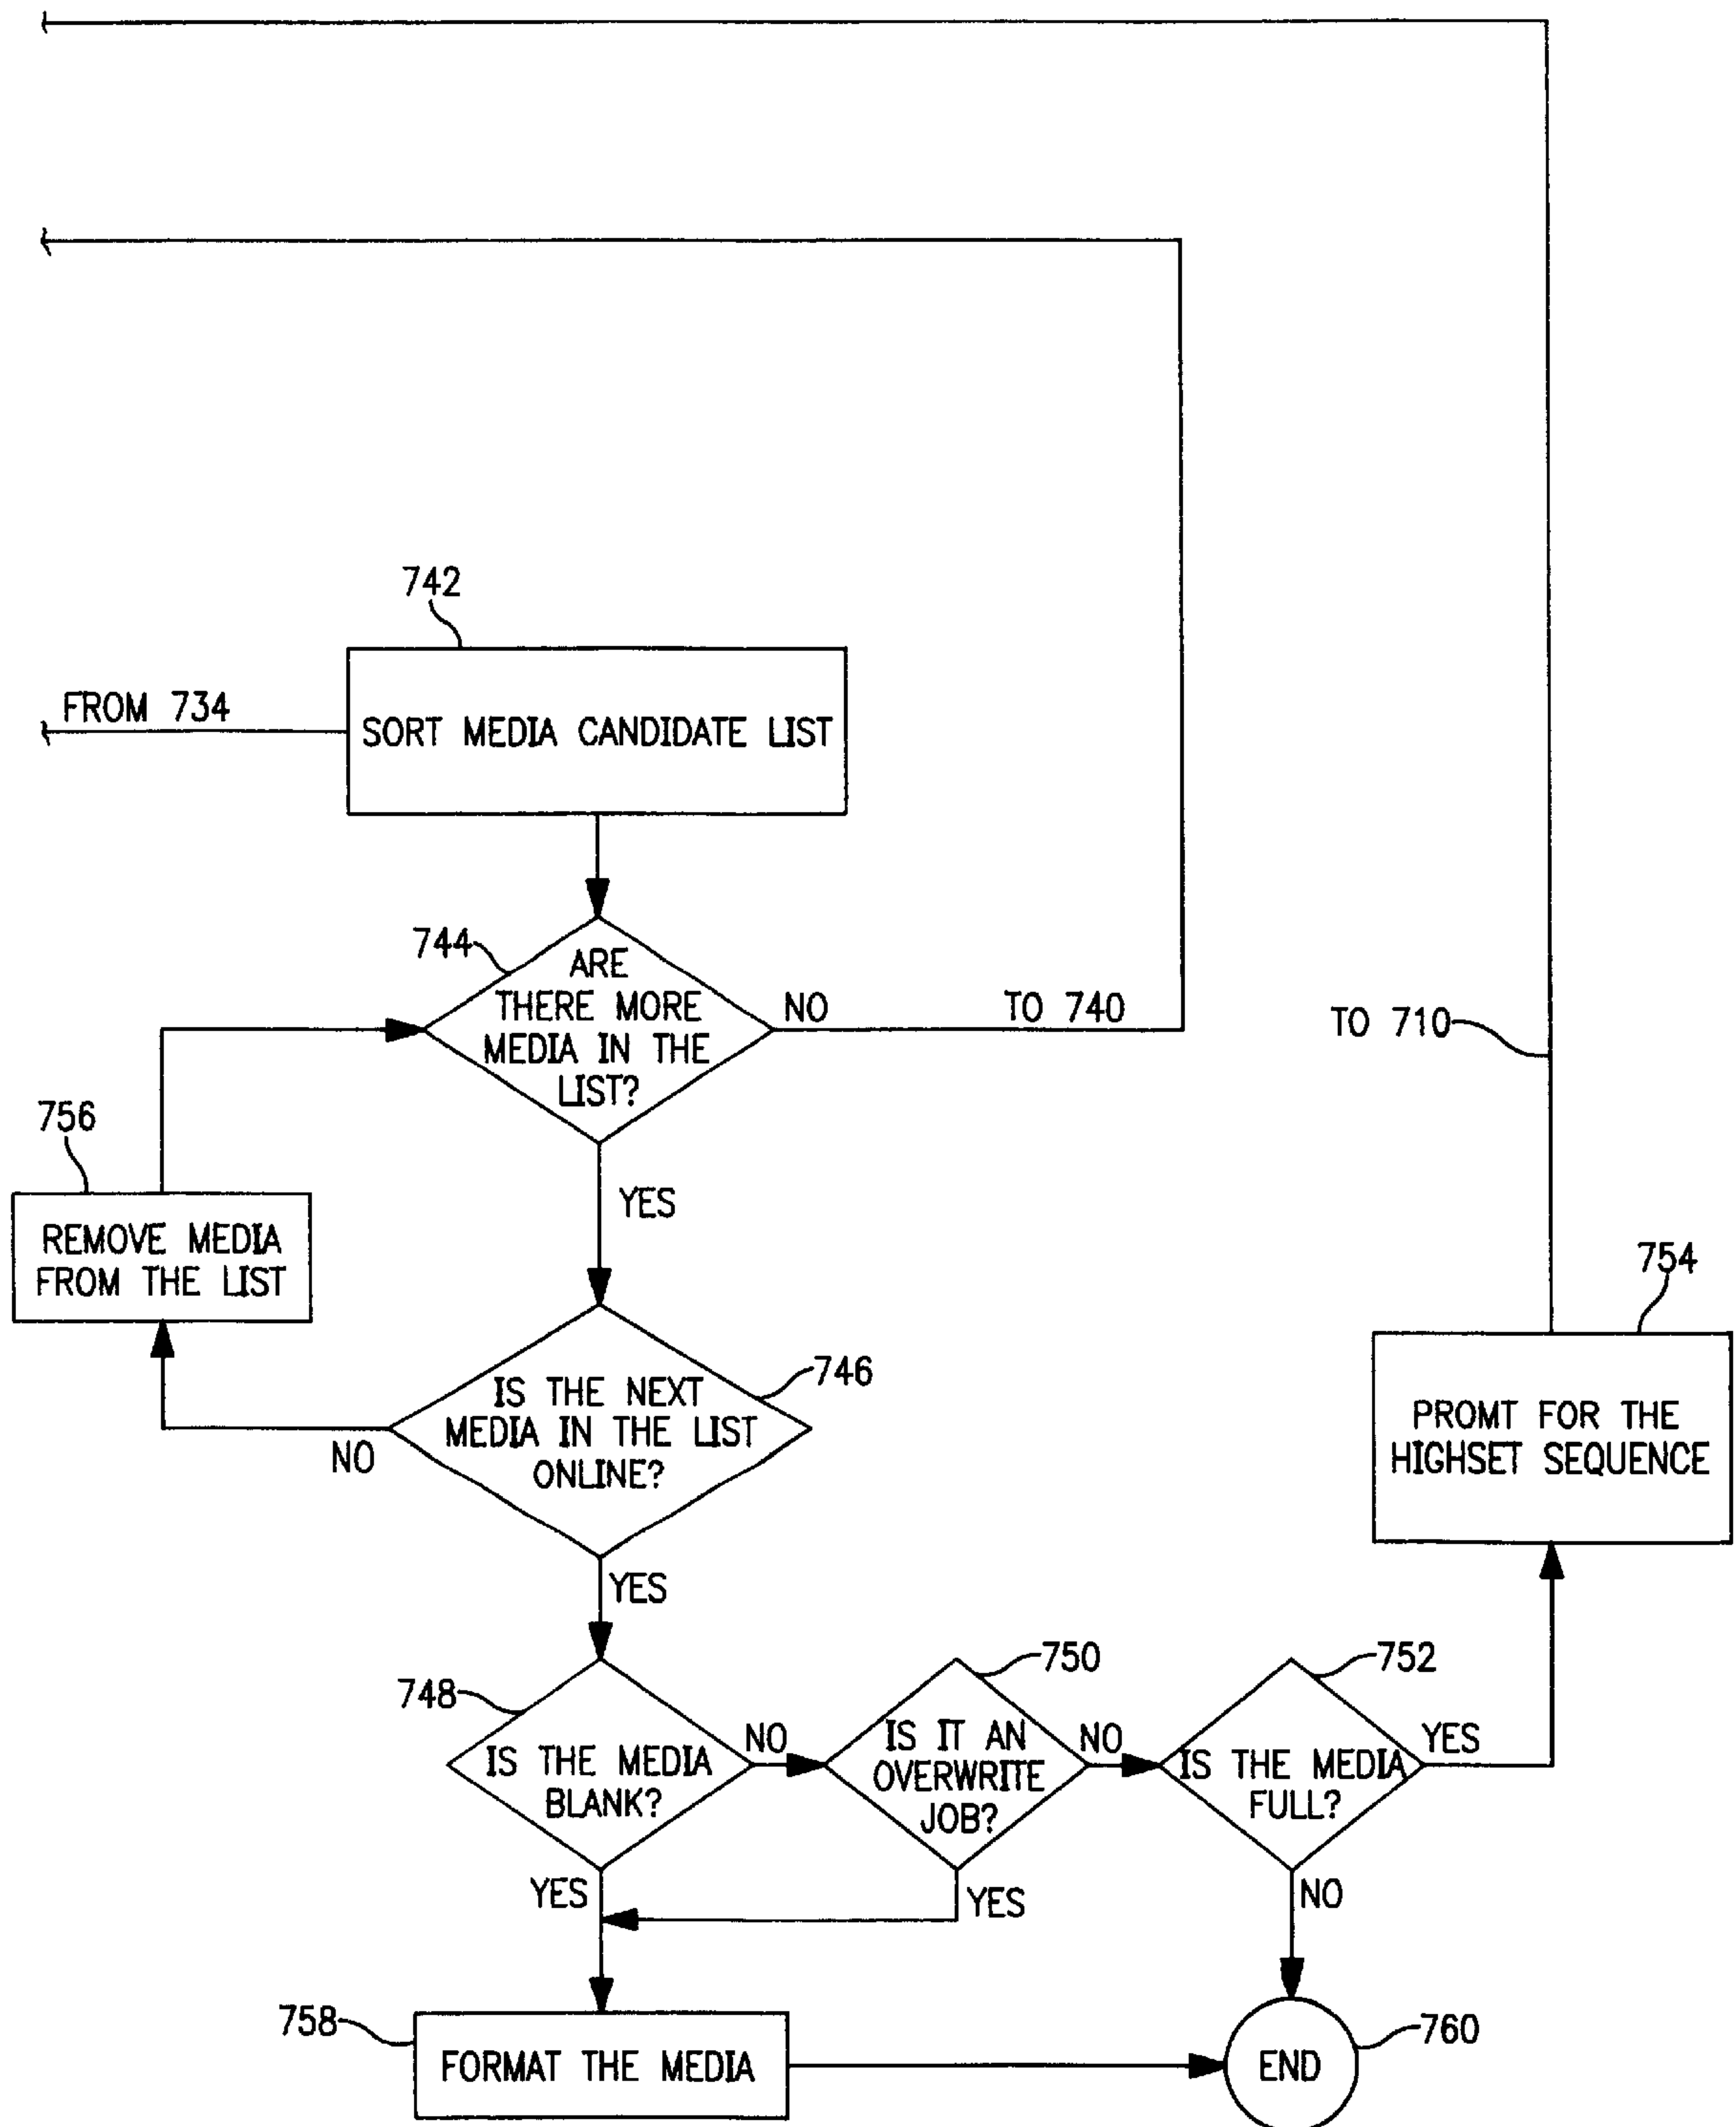 742
FROM 734
SORT MEDIA CANDIDATE LIST
744
ARE
THERE MORE
MEDIA IN THE
LIST?
NO
TO 740
TO 710
756
REMOVE MEDIA
FROM THE LIST
YES
754
PROMT FOR THE
HIGHSET SEQUENCE
746
IS THE NEXT
MEDIA IN THE LIST
ONLINE?
NO
YES
748
IS THE MEDIA
BLANK?
NO
750
IS IT AN
OVERWRITE
JOB?
NO
752
IS THE MEDIA
FULL?
YES
YES
YES
NO
758
FORMAT THE MEDIA
END
760